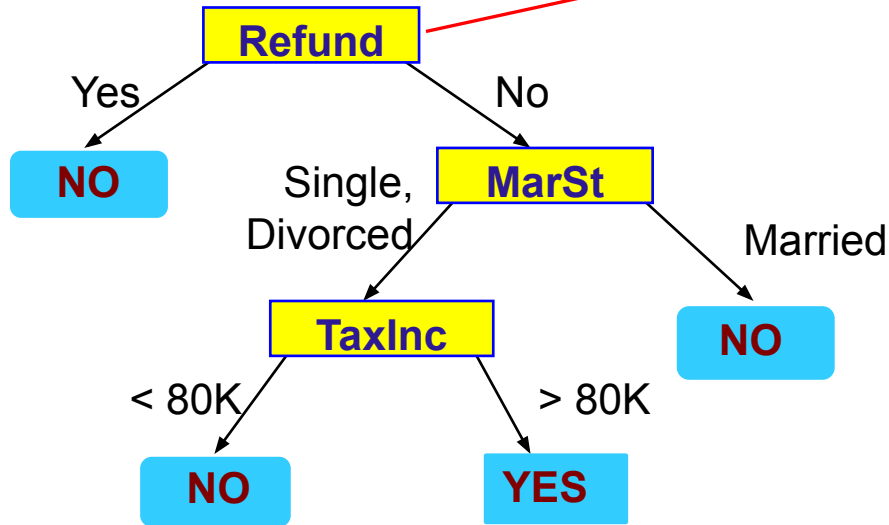 Refund
Yes
No
NO
Single,
Divorced
MarSt
Married
TaxInc
NO
< 80K
> 80K
NO
YES